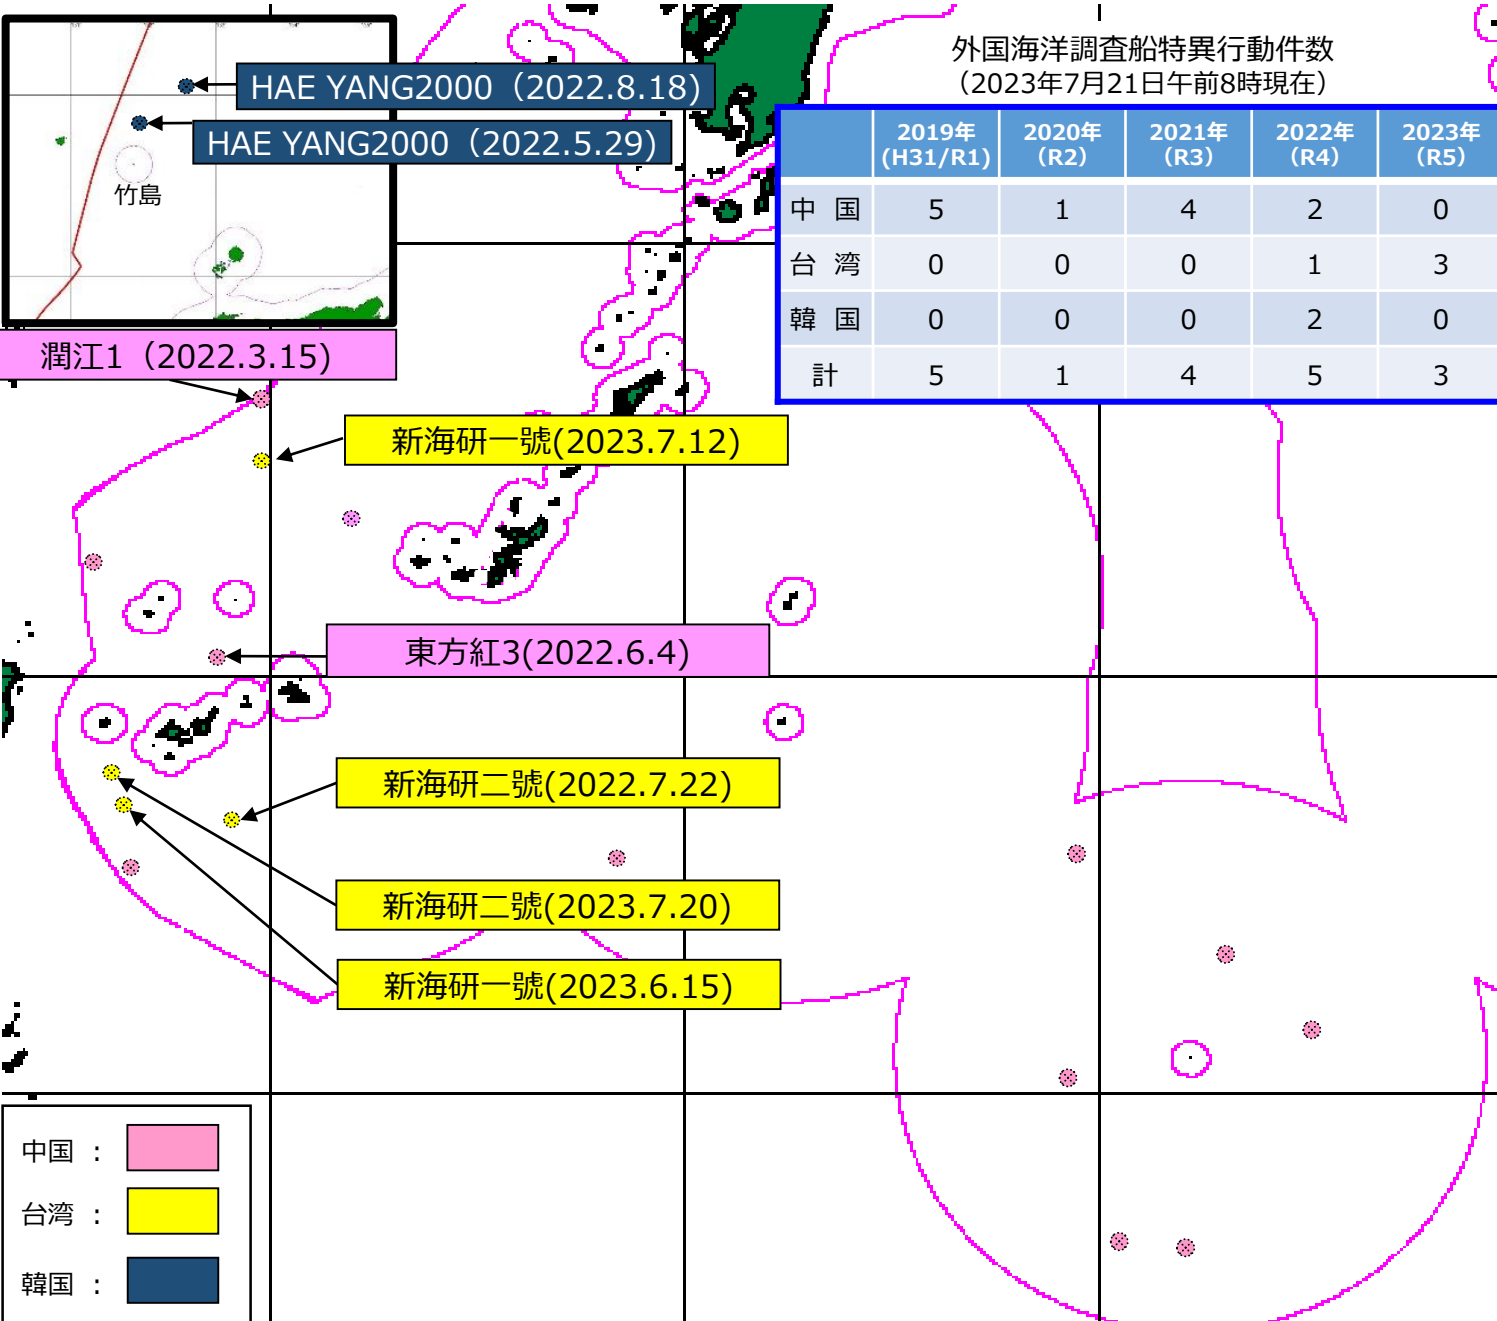 外国海洋調査船特異行動件数
（2023年7月21日午前8時現在）
2019年 2020年 2021年 2022年 2023年
(H31/R1) （R2） （R3） （R4） （R5）
中 国 5 1 4 2 0
台 湾 0 0 0 1 3
韓 国 0 0 0 2 0
計 5 1 4 5 3
HAE YANG2000（2022.8.18)
HAE YANG2000（2022.5.29)
竹島
潤江1（2022.3.15)
新海研一號(2023.7.12)
東方紅3(2022.6.4)
新海研二號(2022.7.22)
新海研二號(2023.7.20)
新海研一號(2023.6.15)
中国 ：
台湾 ：
韓国 ：